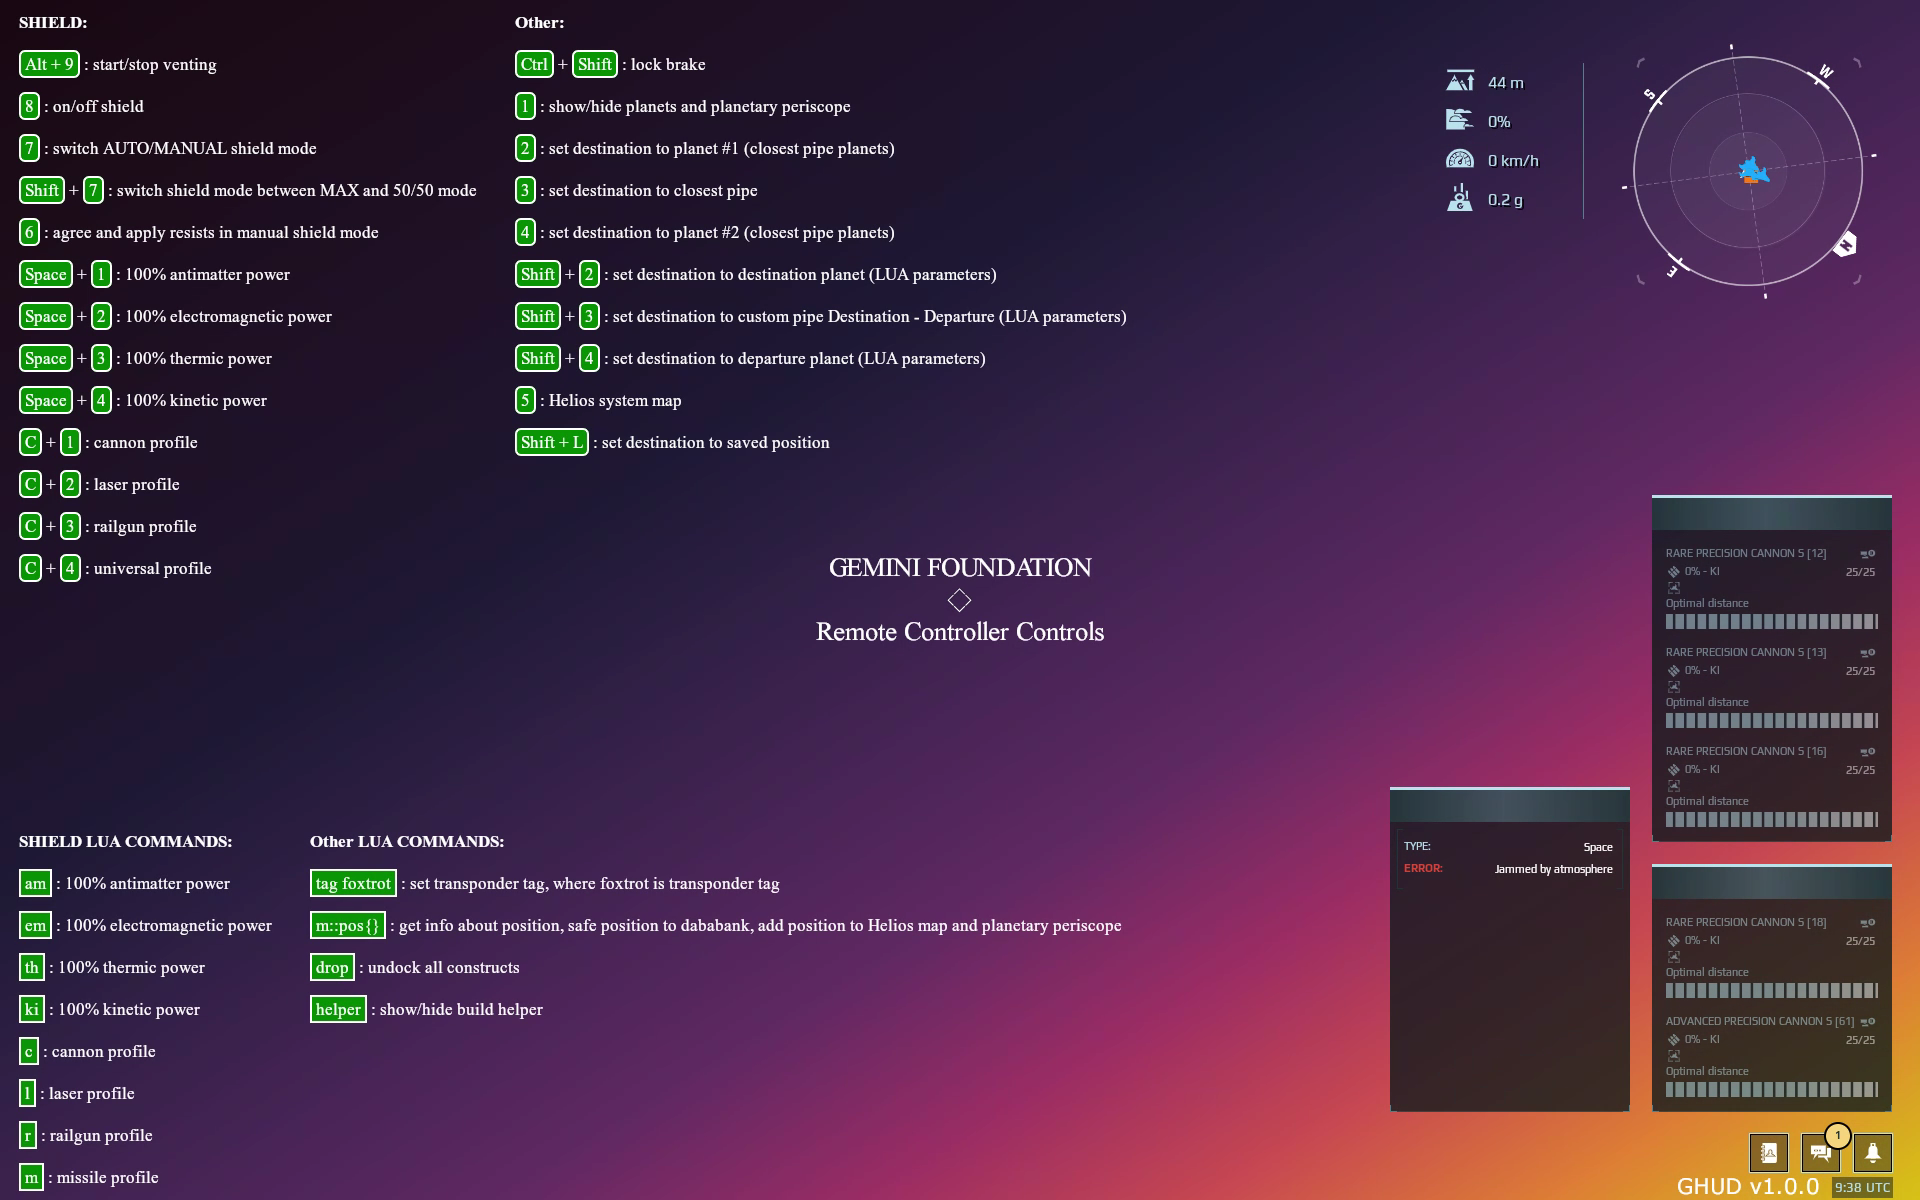 SHIELD:
Alt + 9 : start/stop venting
8 : on/off shield
7 : switch AUTO/MANUAL shield mode
Shift + 7 : switch shield mode between MAX and 50/50 mode
6 : agree and apply resists in manual shield mode
Space + 1 : 100% antimatter power
Space + 2 : 100% electromagnetic power
Space + 3 : 100% thermic power
Space + 4 : 100% kinetic power
C + 1 : cannon profile
C + 2 : laser profile
C + 3 : railgun profile
C + 4 : universal profile
Other:
Ctrl + Shift : lock brake
1 : show/hide planets and planetary periscope
2 : set destination to planet #1 (closest pipe planets)
3 : set destination to closest pipe
4 : set destination to planet #2 (closest pipe planets)
Shift + 2 : set destination to destination planet (LUA parameters)
Shift + 3 : set destination to custom pipe Destination - Departure (LUA parameters)
Shift + 4 : set destination to departure planet (LUA parameters)
5 : Helios system map
Shift + L : set destination to saved position
44 m
0%
0 km/h
G
0.2 g
S
W
N
E
GEMINI FOUNDATION
Remote Controller Controls
SHIELD LUA COMMANDS:
am : 100% antimatter power
em : 100% electromagnetic power
th : 100% thermic power
ki : 100% kinetic power
c : cannon profile
l : laser profile
r : railgun profile
m : missile profile
Other LUA COMMANDS:
tag foxtrot : set transponder tag, where foxtrot is transponder tag
m::pos{} : get info about position, safe position to dababank, add position to Helios map and planetary periscope
drop : undock all constructs
helper : show/hide build helper
TYPE: Space
ERROR: Jammed by atmosphere
RARE PRECISION CANNON S [12]
0% - KI 25/25
Optimal distance
RARE PRECISION CANNON S [13]
0% - KI 25/25
Optimal distance
RARE PRECISION CANNON S [16]
0% - KI 25/25
Optimal distance
RARE PRECISION CANNON S [18]
0% - KI 25/25
Optimal distance
ADVANCED PRECISION CANNON S [61]
0% - KI 25/25
Optimal distance
1
GHUD v1.0.0 9:38 UTC